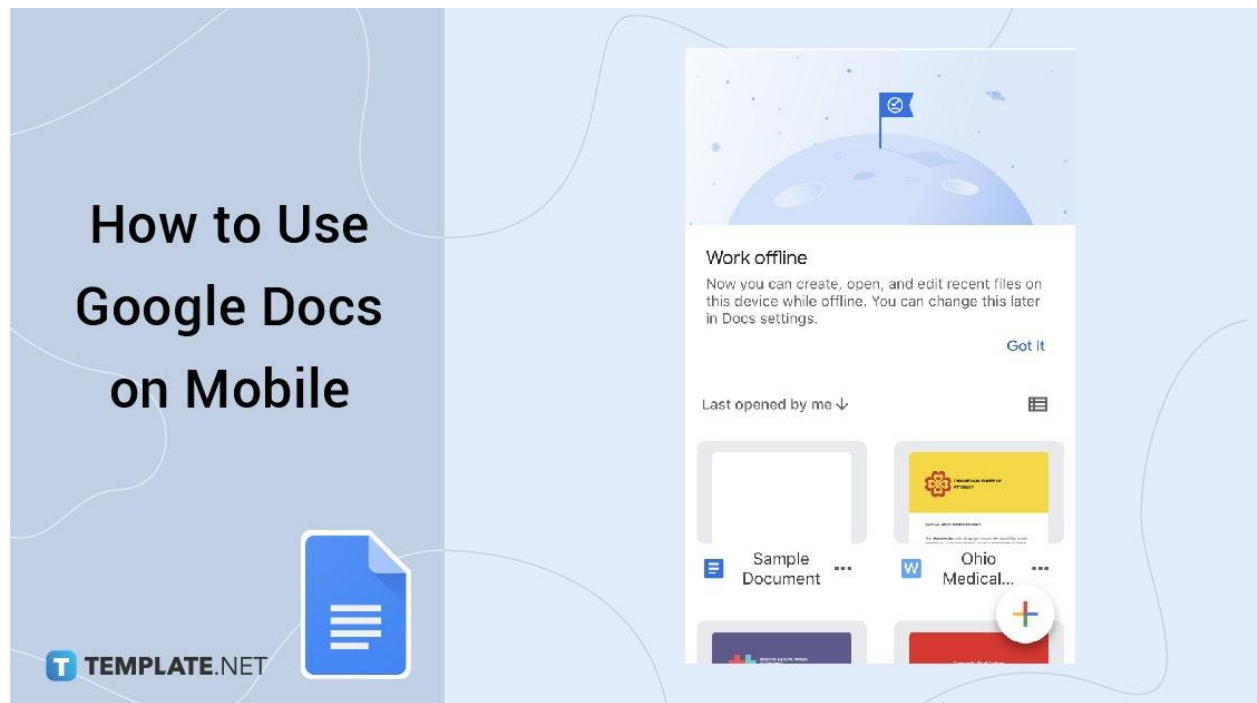 How to Use
Google Docs
on Mobile
TEMPLATE.NET
Work offline
Now you can create, open, and edit recent files on
this device while offline. You can change this later
in Docs settings.
Got it
Last opened by me
Sample
Document
Ohio
Medical...
W
T